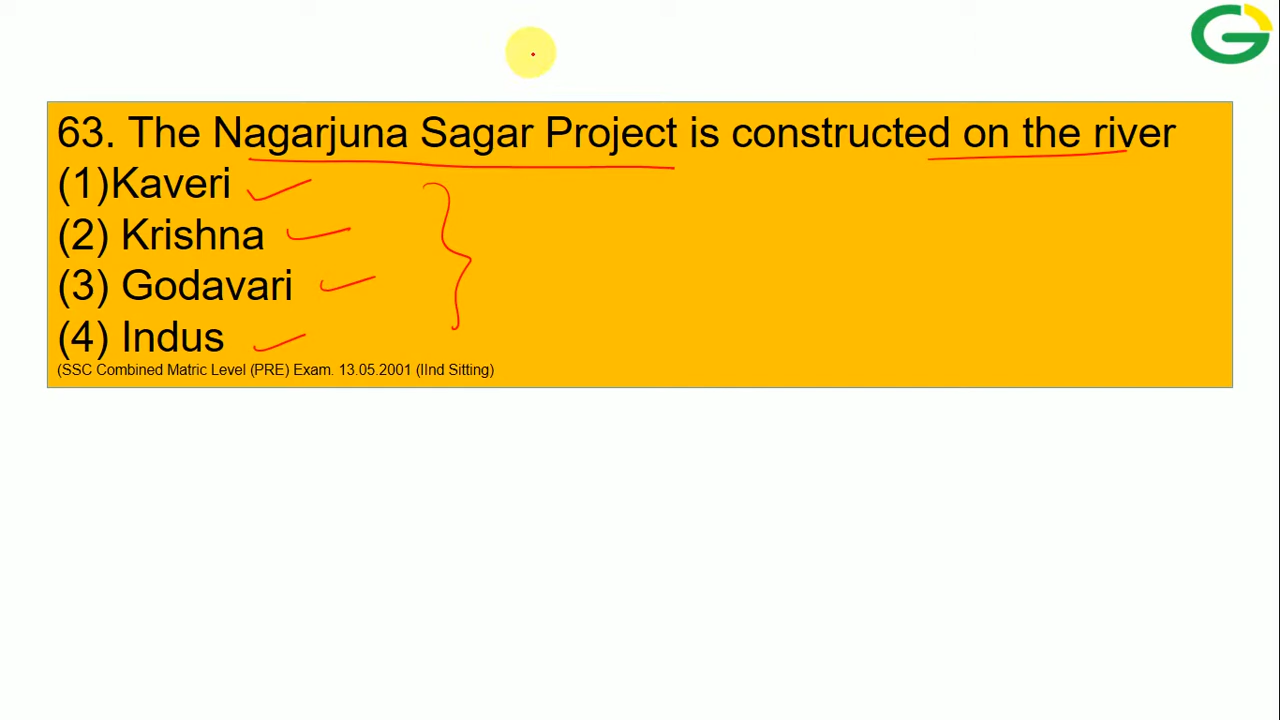 63. The Nagarjuna Sagar Project is constructed on the river
(1)Kaveri
(2) Krishna
(3) Godavari
(4) Indus
(SSC Combined Matric Level (PRE) Exam. 13.05.2001 (IInd Sitting)